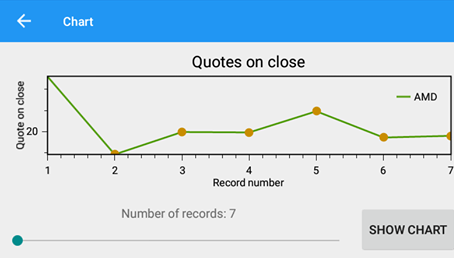 Chart
Quotes on close
Quote on close
20
AMD
1 2 3 4 5 6 7
Record number
Number of records: 7
SHOW CHART